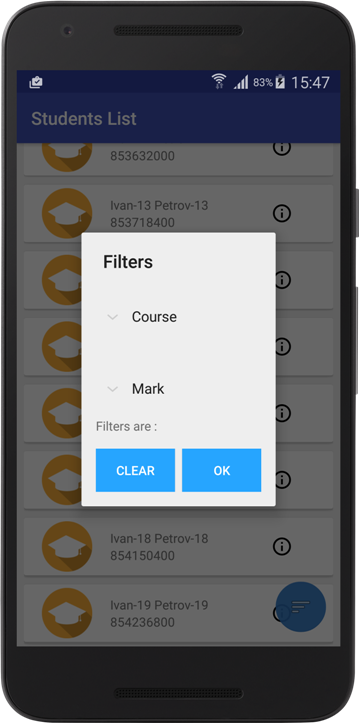 83% 15:47
Students List
853632000
Ivan-13 Petrov-13
853718400
Filters
Course
Mark
Filters are :
CLEAR OK
Ivan-18 Petrov-18
854150400
Ivan-19 Petrov-19
854236800